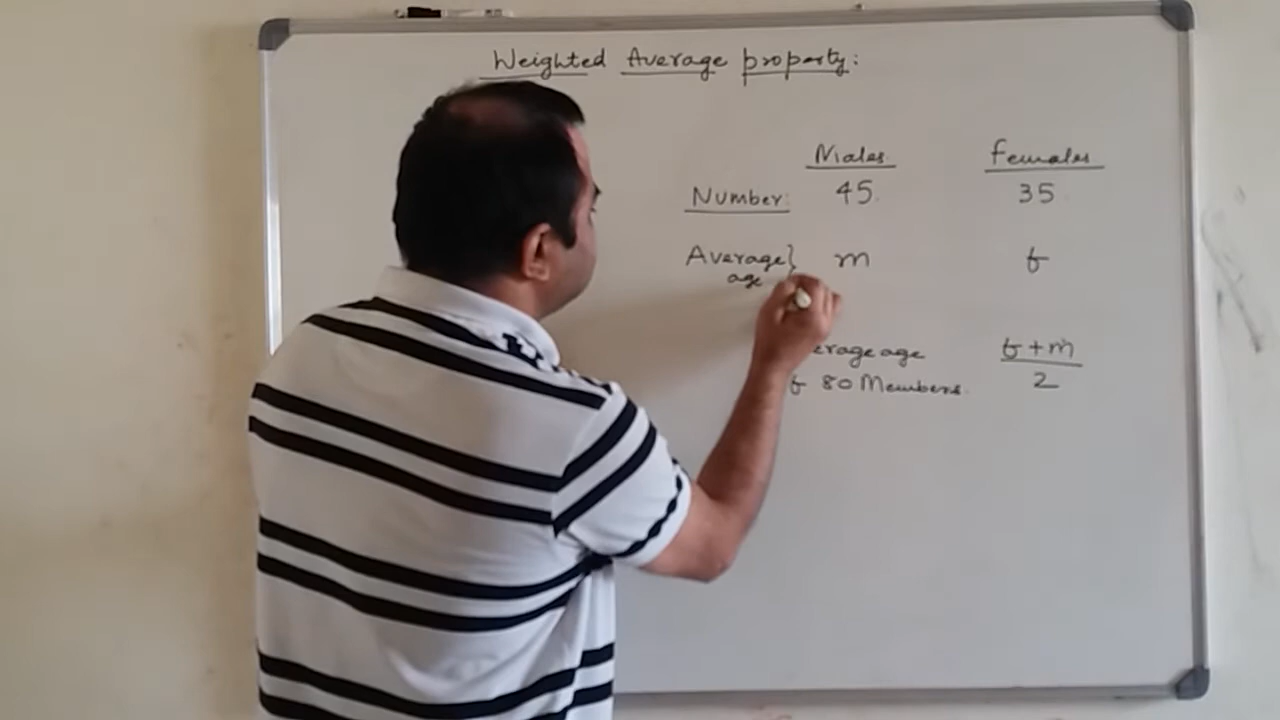 Weighted Average property:
Males Females
Number: 45 35
Average} m f
age
erage age f+m
f 80 Members. 2